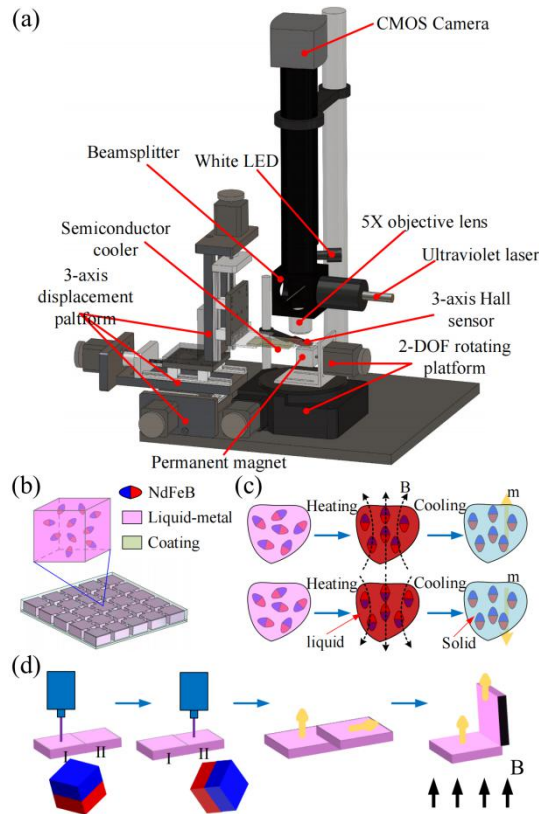 (a)
CMOS Camera
Beamsplitter
White LED
5X objective lens
Semiconductor
cooler
Ultraviolet laser
3-axis
displacement
paltform
3-axis Hall
sensor
2-DOF rotating
platform
Permanent magnet
(b)
NdFeB
Liquid-metal
Coating
(c)
Heating
B
Cooling
m
Heating
Cooling
m
liquid
Solid
(d)
I
II
I
II
B